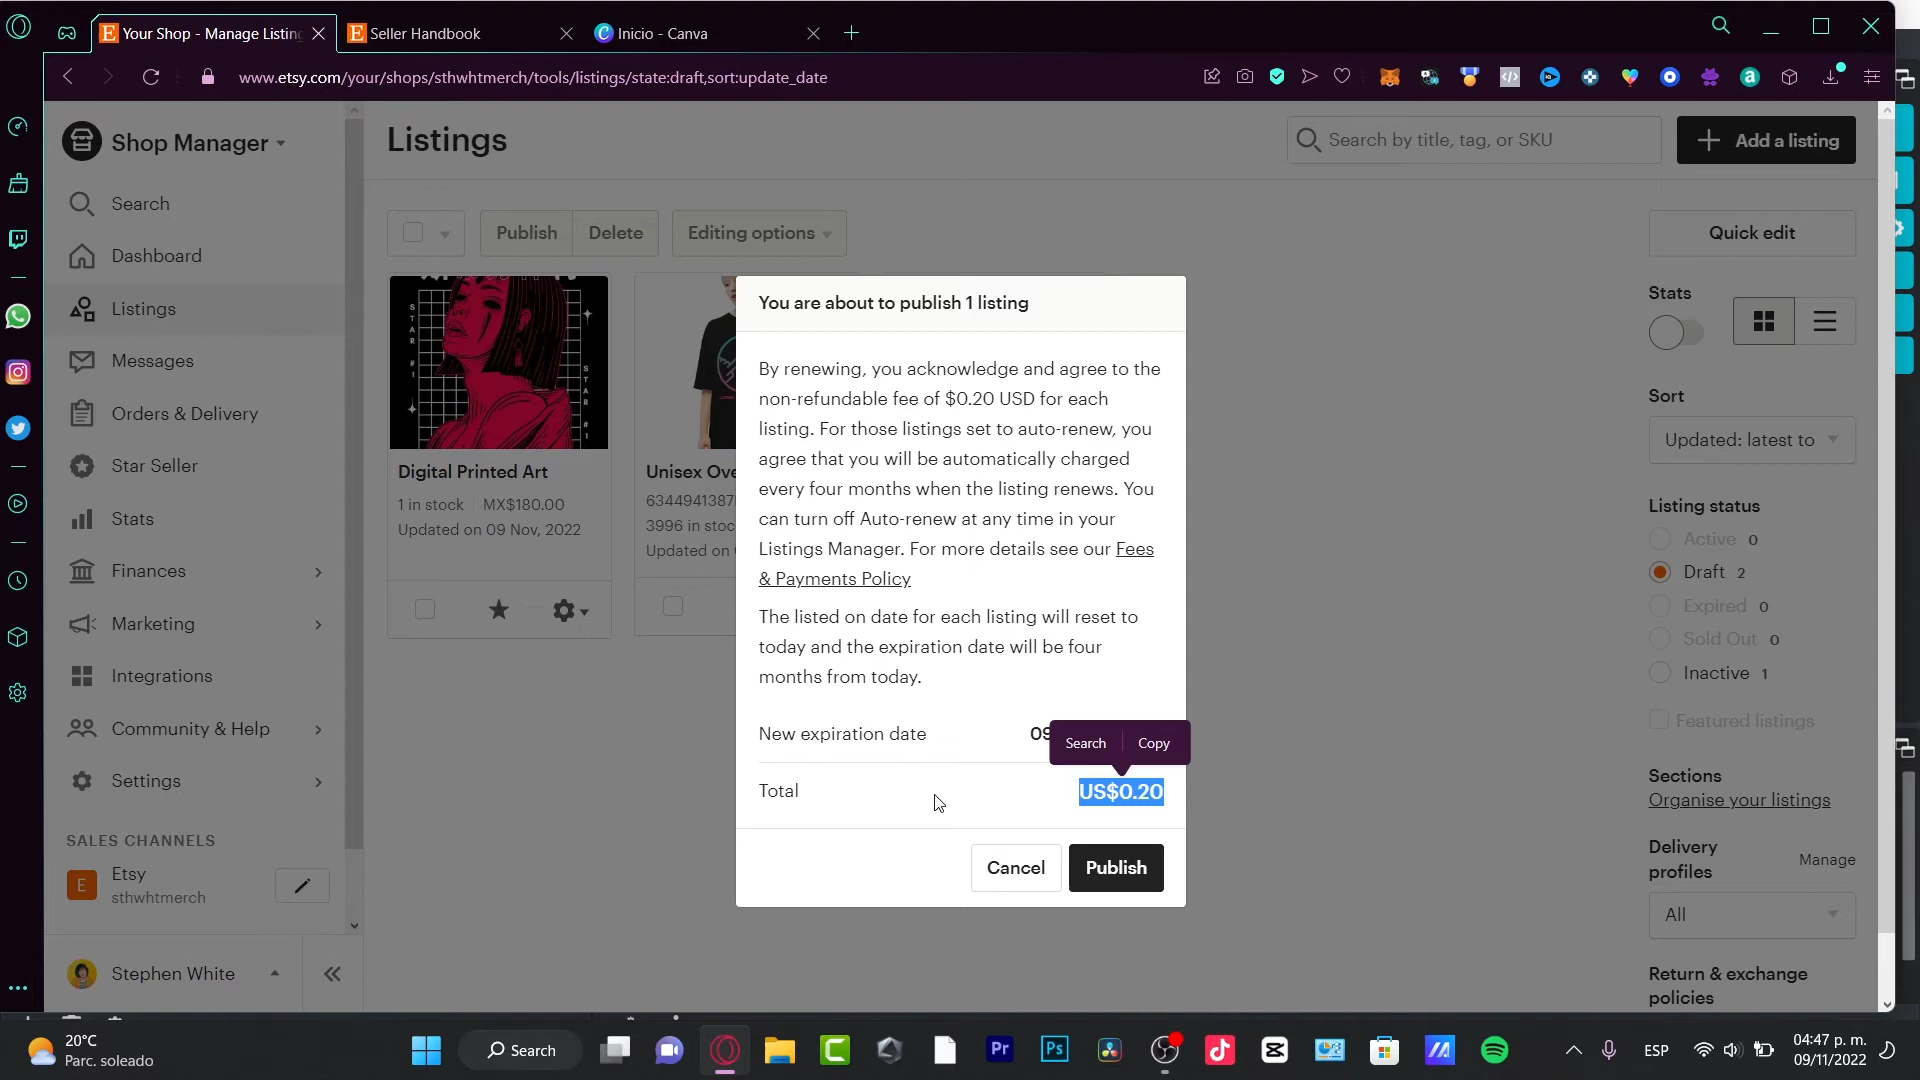 Your Shop - Manage Listing
Seller Handbook
Inicio - Canva
www.etsy.com/your/shops/sthwhtmerch/tools/listings/state:draft,sort:update_date
Shop Manager
Search
Dashboard
Listings
Messages
Orders & Delivery
Star Seller
Stats
Finances
Marketing
Integrations
Community & Help
Settings
SALES CHANNELS
E
Etsy
sthwhtmerch
Stephen White
Listings
Search by title, tag, or SKU
Add a listing
Publish
Delete
Editing options
Quick edit
STAR #1
STAR #1
Digital Printed Art
1 in stock MX$180.00
Updated on 09 Nov, 2022
Unisex Ove
6344941387
3996 in stoc
Updated on
You are about to publish 1 listing
By renewing, you acknowledge and agree to the
non-refundable fee of $0.20 USD for each
listing. For those listings set to auto-renew, you
agree that you will be automatically charged
every four months when the listing renews. You
can turn off Auto-renew at any time in your
Listings Manager. For more details see our Fees
& Payments Policy
The listed on date for each listing will reset to
today and the expiration date will be four
months from today.
New expiration date 09
Search Copy
Total US$0.20
Cancel
Publish
Stats
Sort
Updated: latest to
Listing status
Active 0
Draft 2
Expired 0
Sold Out 0
Inactive 1
Featured listings
Sections
Organise your listings
Delivery profiles
Manage
All
Return & exchange
policies
20°C
Parc. soleado
Search
Pr
Ps
ESP
04:47 p. m.
09/11/2022